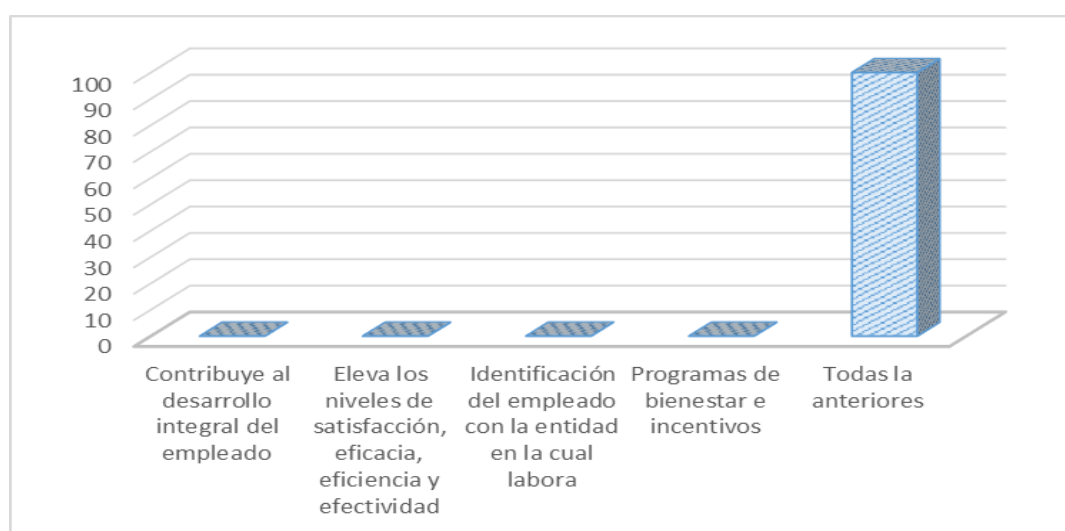 100
90
80
70
60
50
40
30
20
10
0
Contribuye al
desarrollo
integral del
empleado
Eleva los
niveles de
satisfacción,
eficacia,
eficiencia y
efectividad
Identificación
del empleado
con la entidad
en la cual
labora
Programas de
bienestar e
incentivos
Todas la
anteriores